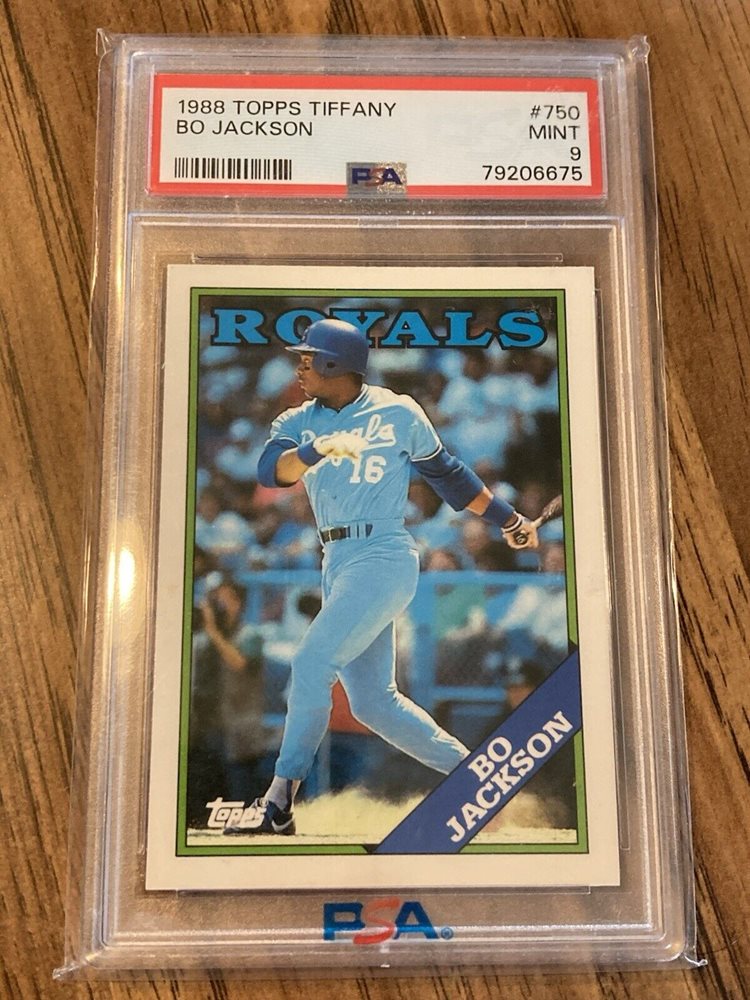 1988 TOPPS TIFFANY #750
BO JACKSON MINT
9
PSA 79206675
ROYALS
Royals
16
BO
JACKSON
topps®
PSA®